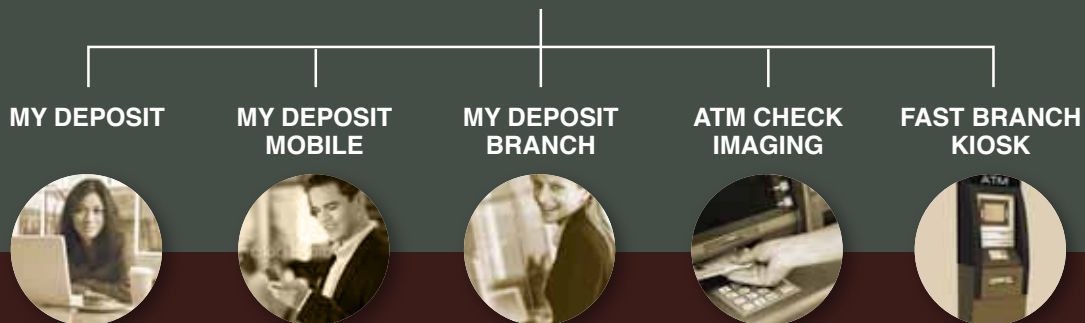 MY DEPOSIT
MY DEPOSIT
MOBILE
MY DEPOSIT
BRANCH
ATM CHECK
IMAGING
FAST BRANCH
KIOSK
ATM